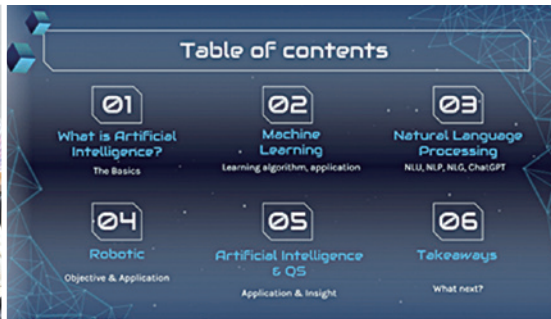 Table of contents
01
What is Artificial
Intelligence?
The Basics
02
Machine
Learning
Learning algorithm, application
03
Natural Language
Processing
NLU, NLP, NLG, ChatGPT
04
Robotic
Objective & Application
05
Artificial Intelligence
& QS
Application & Insight
06
Takeaways
What next?